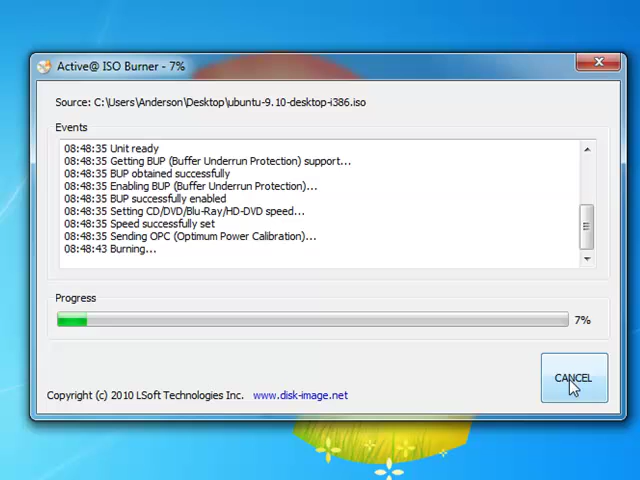 Active@ ISO Burner - 7%
Source: C:\Users\Anderson\Desktop\ubuntu-9.10-desktop-i386.iso
Events
08:48:35 Unit ready
08:48:35 Getting BUP (Buffer Underrun Protection) support...
08:48:35 BUP obtained successfully
08:48:35 Enabling BUP (Buffer Underrun Protection)...
08:48:35 BUP successfully enabled
08:48:35 Setting CD/DVD/Blu-Ray/HD-DVD speed...
08:48:35 Speed successfully set
08:48:35 Sending OPC (Optimum Power Calibration)...
08:48:43 Burning...
Progress
7%
CANCEL
Copyright (c) 2010 LSoft Technologies Inc. www.disk-image.net